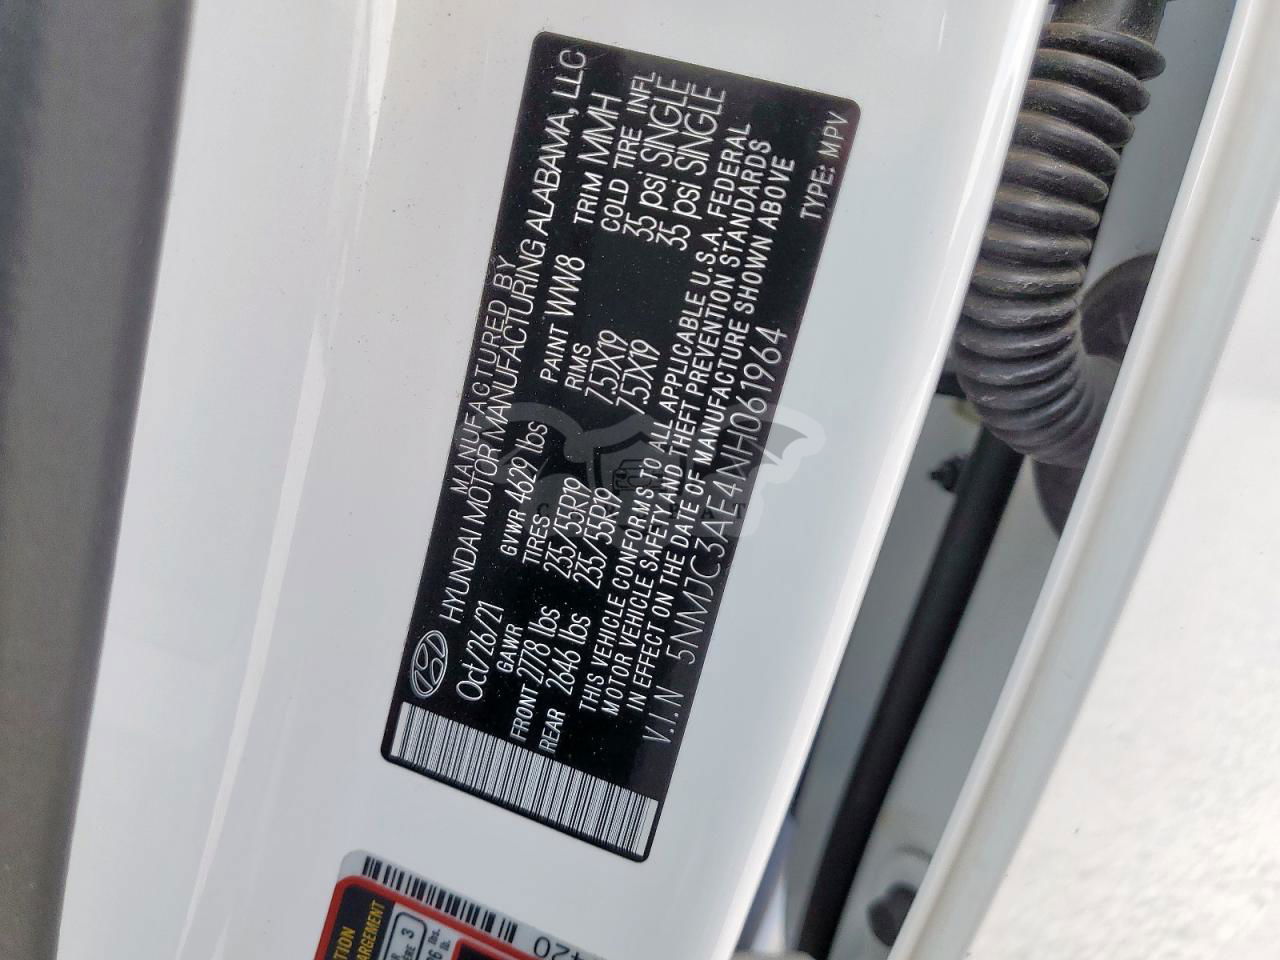 MANUFACTURED BY
HYUNDAI MOTOR MANUFACTURING ALABAMA, LLC
Oct/26/21 GVWR 4629 lbs PAINT WW8 TRIM MMH
GAWR TIRES RIMS COLD TIRE INFL
FRONT 2778 lbs 235/55R19 7.5JX19 35 psi SINGLE
REAR 2646 lbs 235/55R19 7.5JX19 35 psi SINGLE
THIS VEHICLE CONFORMS TO ALL APPLICABLE U.S.A. FEDERAL
MOTOR VEHICLE SAFETY AND THEFT PREVENTION STANDARDS
IN EFFECT ON THE DATE OF MANUFACTURE SHOWN ABOVE
V.I.N 5NMJC3AE4NH061964 TYPE: MPV
420
3